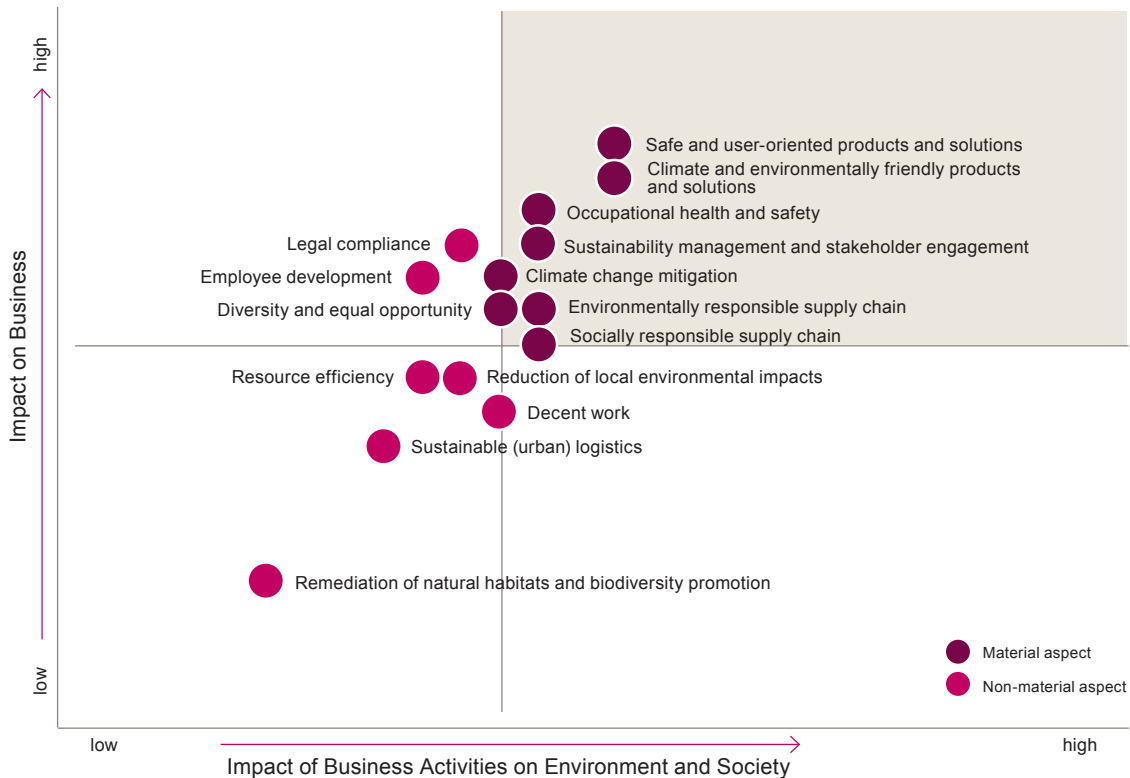 high
Safe and user-oriented products and solutions
Climate and environmentally friendly products
and solutions
Occupational health and safety
Legal compliance
Sustainability management and stakeholder engagement
Employee development
Climate change mitigation
Diversity and equal opportunity
Environmentally responsible supply chain
Socially responsible supply chain
Impact on Business
Resource efficiency
Reduction of local environmental impacts
Decent work
Sustainable (urban) logistics
Remediation of natural habitats and biodiversity promotion
Material aspect
Non-material aspect
low
low
high
Impact of Business Activities on Environment and Society